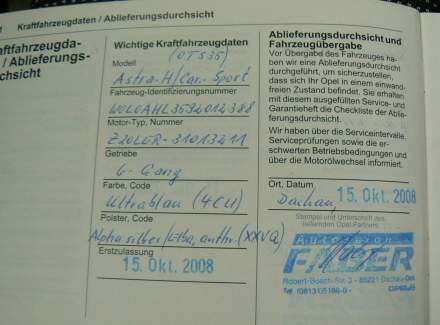 Kraftfahrzeugdaten / Ablieferungsdurchsicht
aftfahrzeugda-
/ Ablieferungs-
chsicht
Wichtige Kraftfahrzeugdaten
(OTS35)
Modell
Astra-H/Car.-Sport
Fahrzeug-Identifizierungsnummer
Motor-Typ, Nummer
Getriebe
6-Gang
Farbe, Code
Ultrablau (4CU)
Polster, Code
Alpha silber/ anthr. (XXVQ)
Erstzulassung
15. Okt. 2008
Ablieferungsdurchsicht und
Fahrzeugübergabe
Vor Übergabe des Fahrzeuges ha-
ben wir eine Ablieferungsdurchsicht
durchgeführt, um sicherzustellen,
dass sich Ihr Opel in einem einwand-
freien Zustand befindet. Sie erhalten
mit diesem ausgefüllten Service- und
Garantieheft die Checkliste der Ablie-
ferungsdurchsicht.
Wir haben über die Serviceintervalle,
Serviceprüfungen sowie die er-
schwerten Betriebsbedingungen und
über die Motorölwechsel informiert.
Ort, Datum
Dachau, 15. Okt. 2008
Stempel und Unterschrift des
liefernden Opel-Partners
FABER
Robert-Bosch-Str. 3 - 85221 Dachau
OPEL